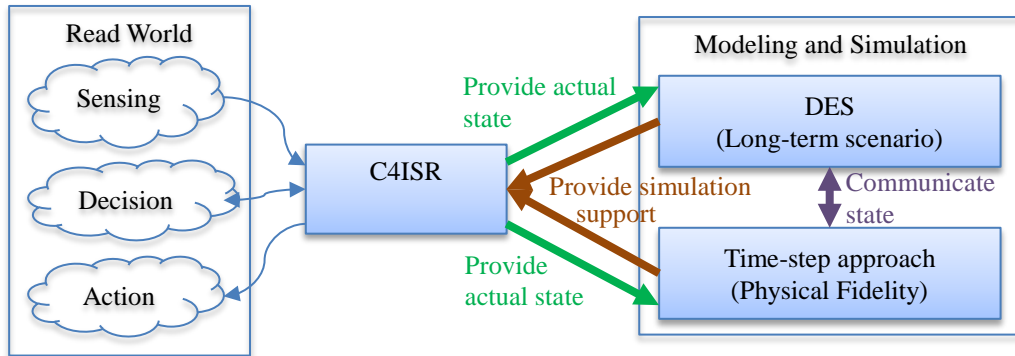 Read World
Sensing
Decision
Action
C4ISR
Provide actual
state
Provide simulation
support
Provide
actual state
Modeling and Simulation
DES
(Long-term scenario)
Communicate
state
Time-step approach
(Physical Fidelity)